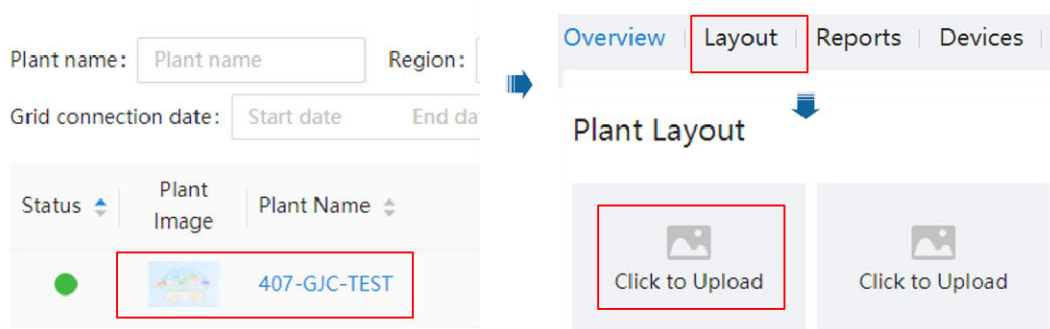 Plant name: Plant name Region:
Grid connection date: Start date End da
Status Plant Image Plant Name
407-GJC-TEST
Overview Layout Reports Devices
Plant Layout
Click to Upload Click to Upload